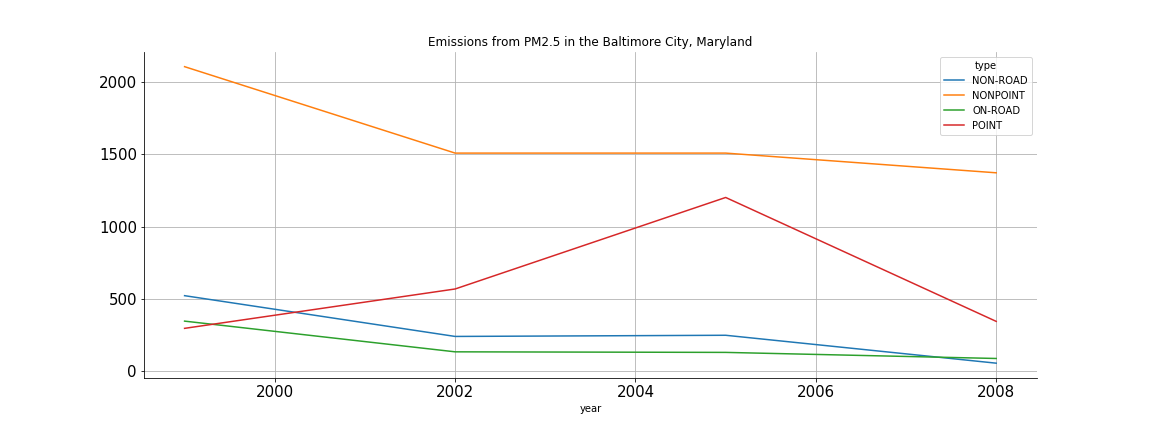 Emissions from PM2.5 in the Baltimore City, Maryland
type
NON-ROAD
NONPOINT
ON-ROAD
POINT
2000
1500
1000
500
0
2000 2002 2004 2006 2008
year